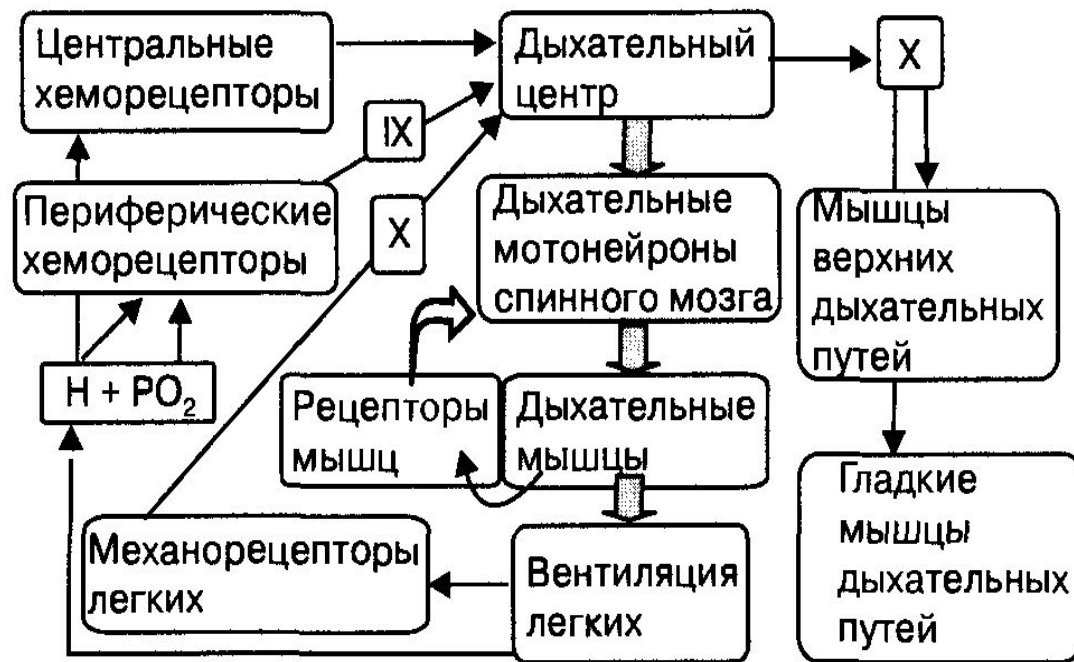 Центральные
хеморецепторы
Дыхательный
центр
X
IX
Периферические
хеморецепторы
X
Дыхательные
мотонейроны
спинного мозга
Мышцы
верхних
дыхательных
путей
H + PO₂
Рецепторы
мышц
Дыхательные
мышцы
Гладкие
мышцы
дыхательных
путей
Механорецепторы
легких
Вентиляция
легких